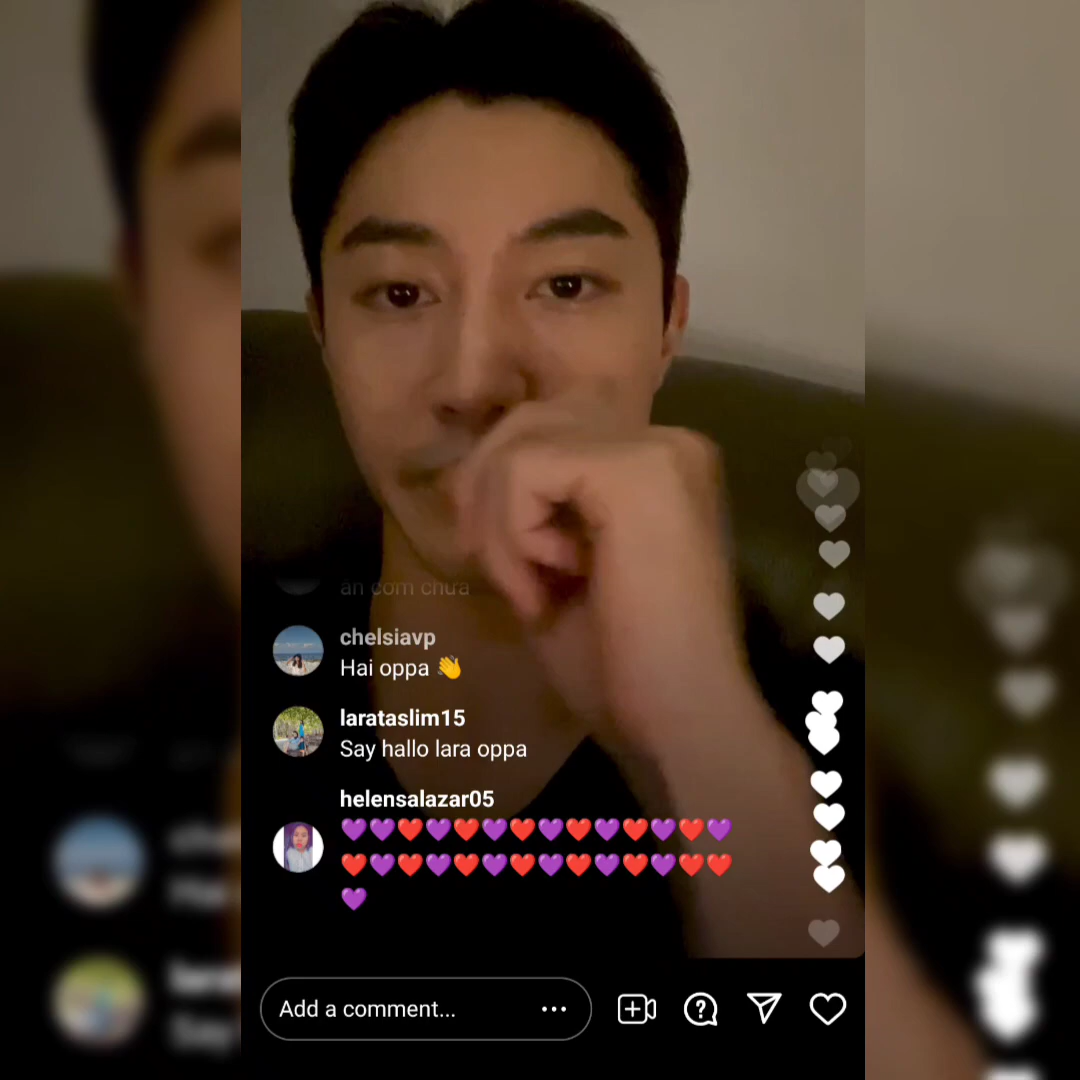 an com chưa
chelsiavp
Hai oppa 👋
larataslim15
Say hallo lara oppa
helensalazar05
💜💜❤️💜❤️💜❤️💜❤️💜❤️💜❤️💜
❤️💜❤️💜❤️💜❤️💜❤️💜❤️💜❤️❤️
💜
Add a comment...